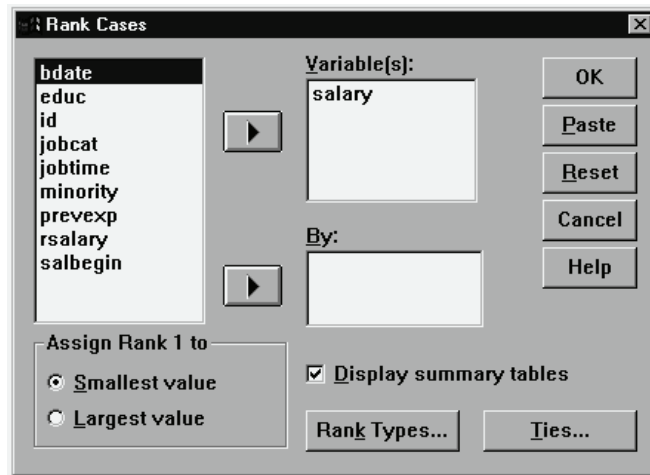 Rank Cases
bdate
educ
id
jobcat
jobtime
minority
prevexp
rsalary
salbegin
Variable(s):
salary
By:
OK
Paste
Reset
Cancel
Help
Assign Rank 1 to
Smallest value
Largest value
Display summary tables
Rank Types...
Ties...